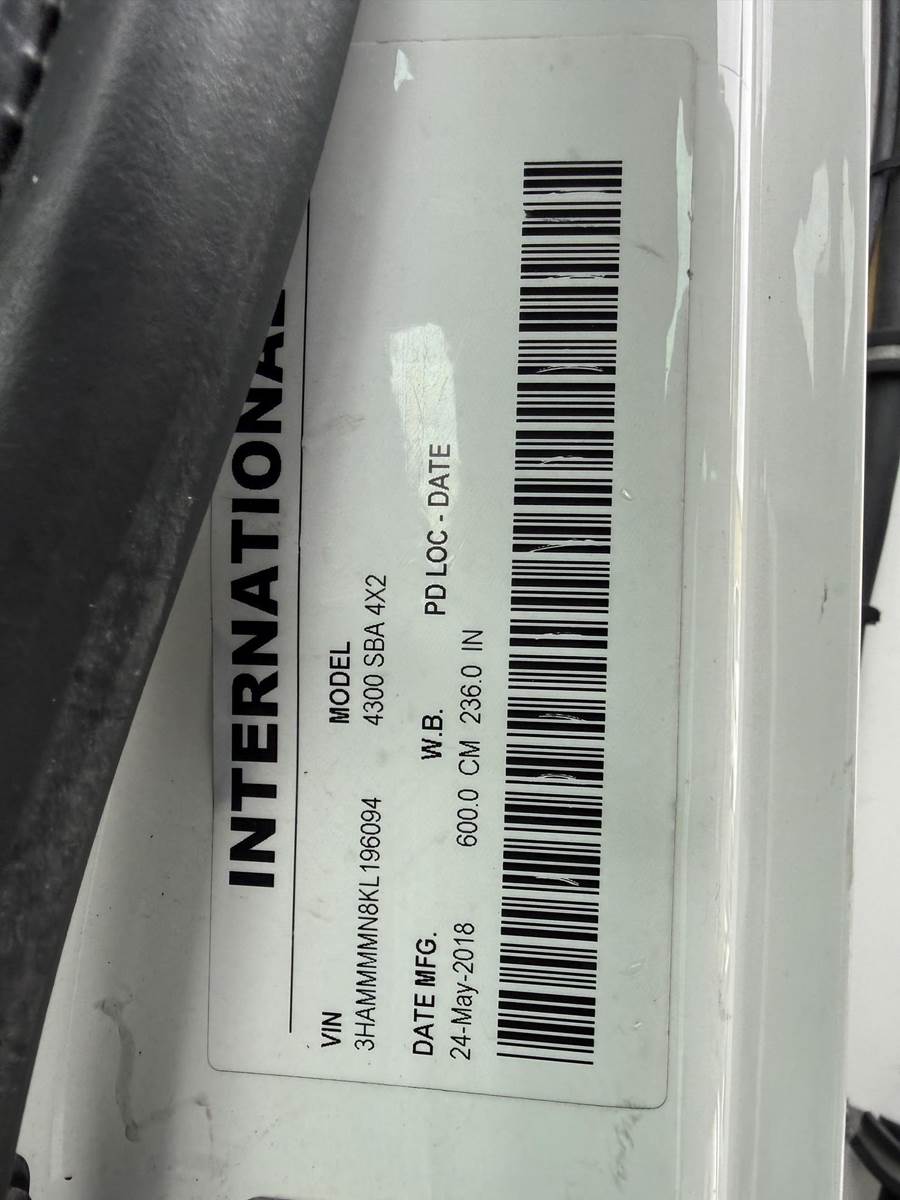 INTERNATIONAL
VIN MODEL
3HAMMMMN8KL196094 4300 SBA 4X2
DATE MFG. W.B. PD LOC - DATE
24-May-2018 600.0 CM 236.0 IN